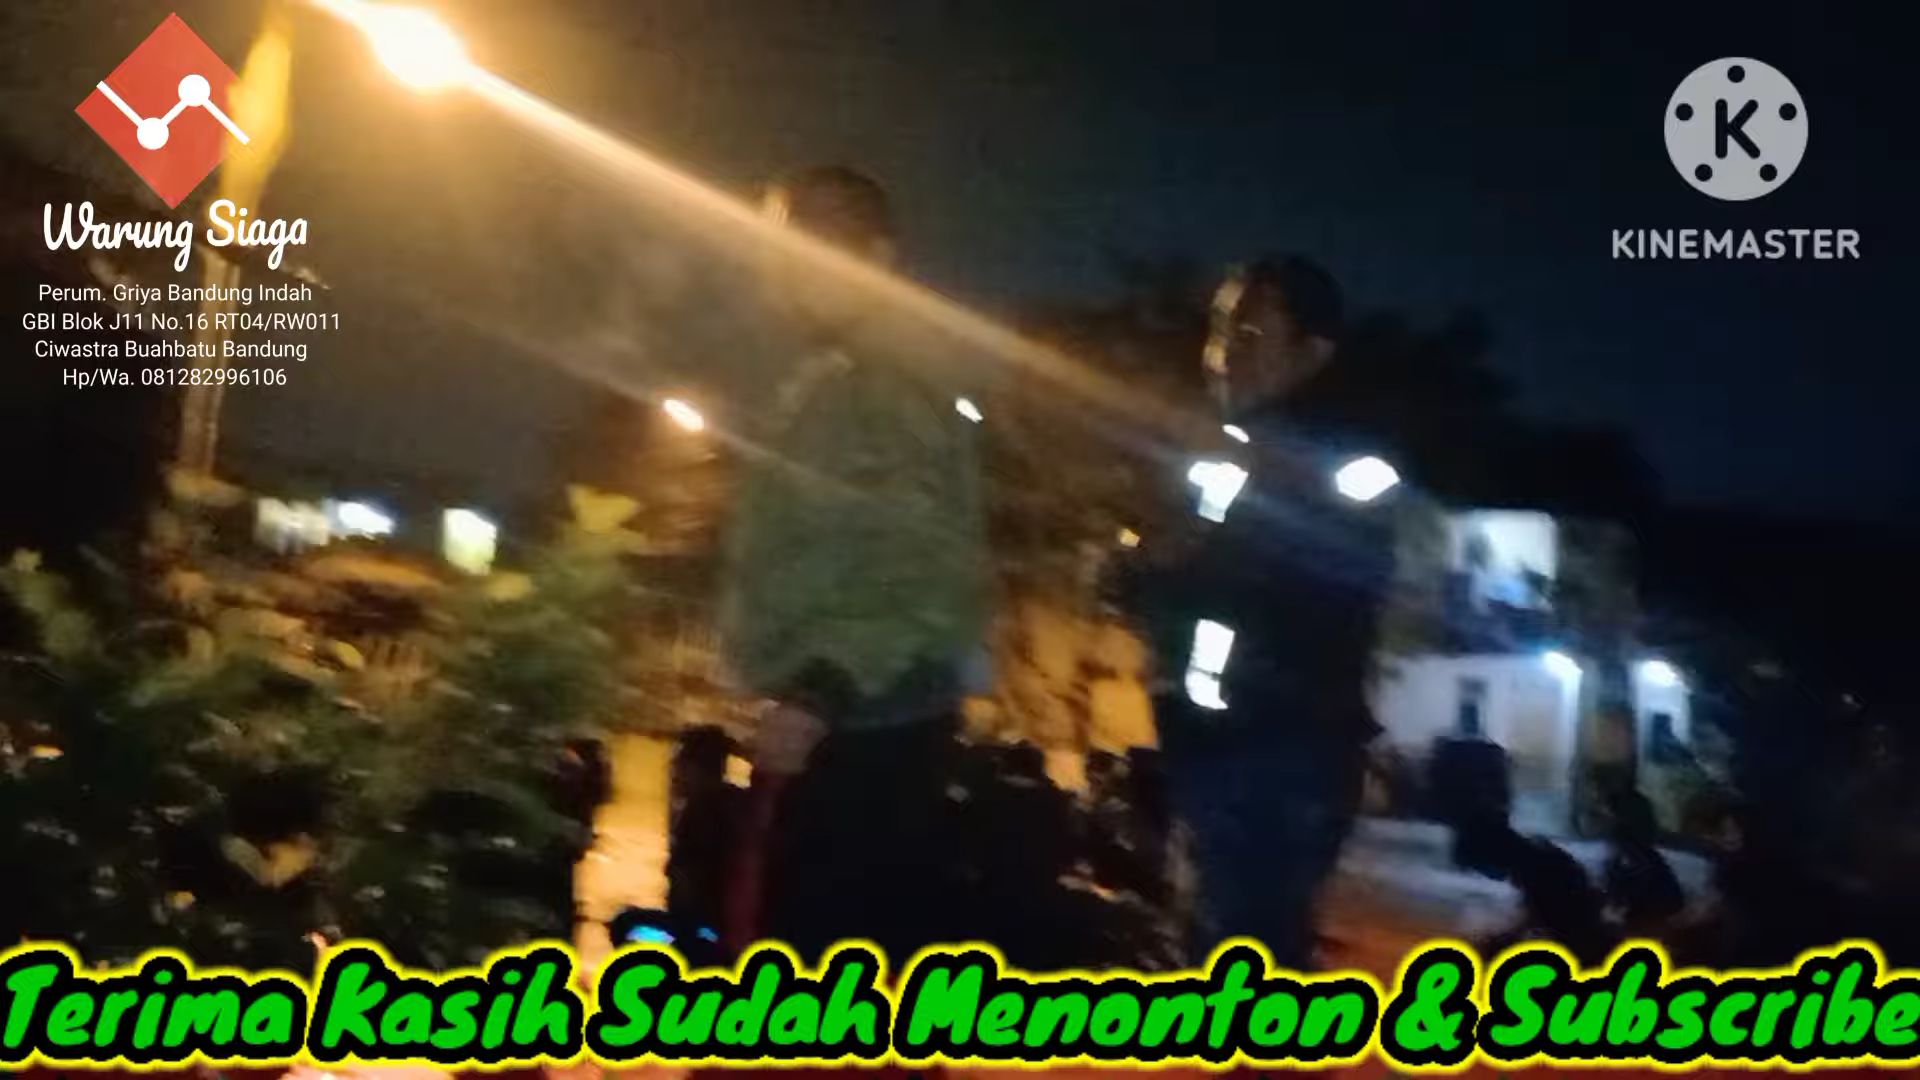 Warung Siaga
Perum. Griya Bandung Indah
GBI Blok J11 No.16 RT04/RW011
Ciwastra Buahbatu Bandung
Hp/Wa. 081282996106
K
KINEMASTER
Terima Kasih Sudah Menonton & Subscribe